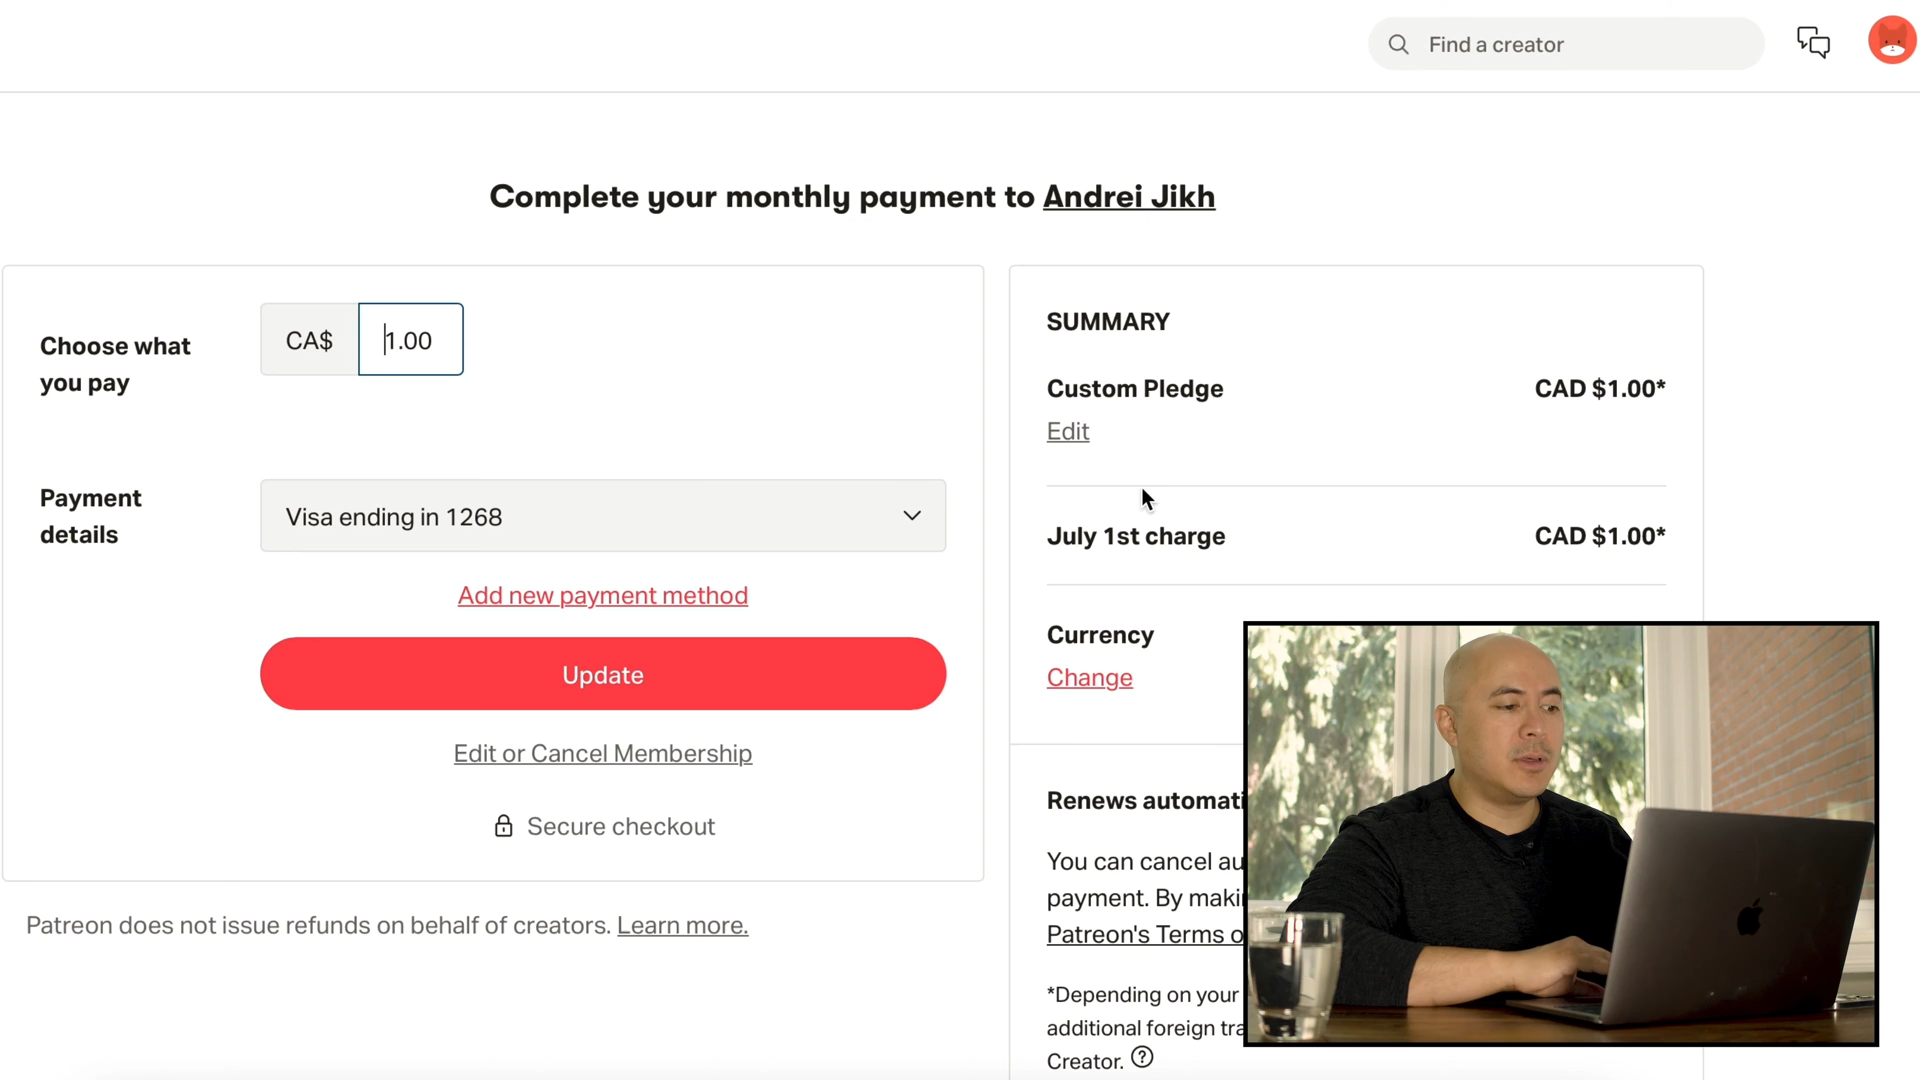 Find a creator
Complete your monthly payment to Andrei Jikh
Choose what
you pay
CA$
1.00
Payment
details
Visa ending in 1268
Add new payment method
Update
Edit or Cancel Membership
Secure checkout
Patreon does not issue refunds on behalf of creators. Learn more.
SUMMARY
Custom Pledge
CAD $1.00*
Edit
July 1st charge
CAD $1.00*
Currency
Change
Renews automati
You can cancel au
payment. By maki
Patreon's Terms o
*Depending on your
additional foreign tra
Creator.